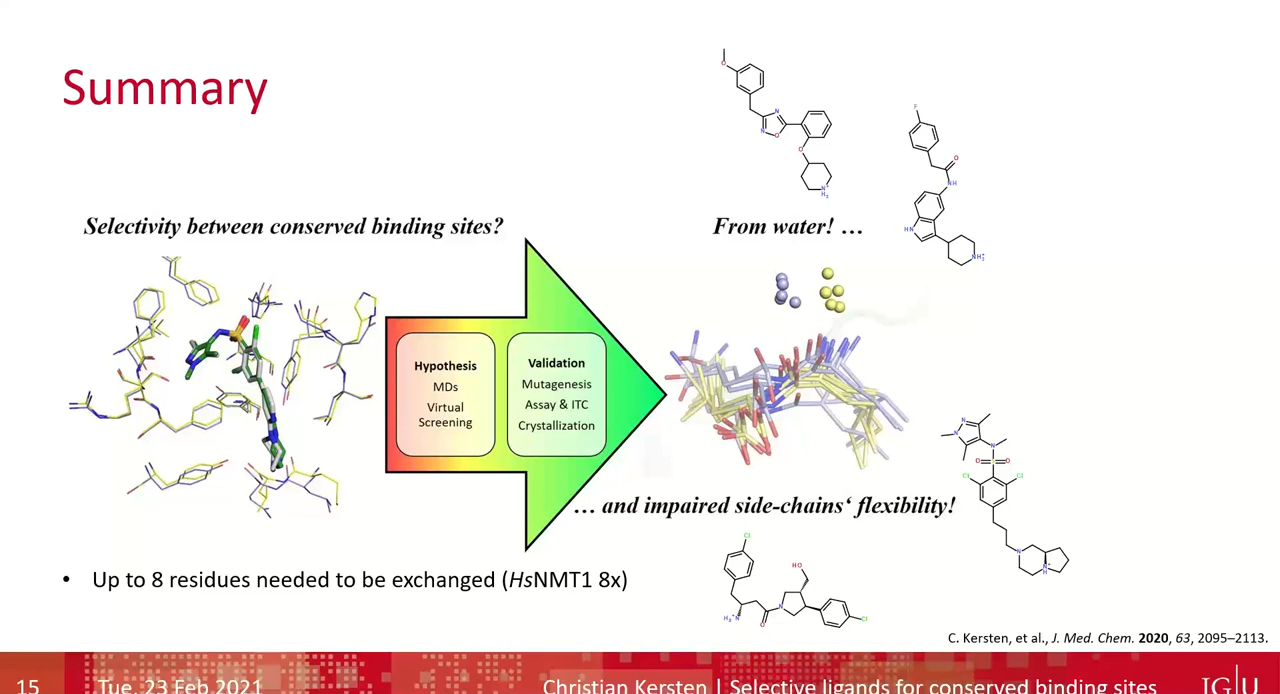 Summary
Selectivity between conserved binding sites?
From water! …
Hypothesis
MDs
Virtual
Screening
Validation
Mutagenesis
Assay & ITC
Crystallization
… and impaired side-chains‘ flexibility!
• Up to 8 residues needed to be exchanged (HsNMT1 8x)
C. Kersten, et al., J. Med. Chem. 2020, 63, 2095–2113.
15
Tue, 23 Feb 2021
Christian Kersten | Selective ligands for conserved binding sites
JG|U